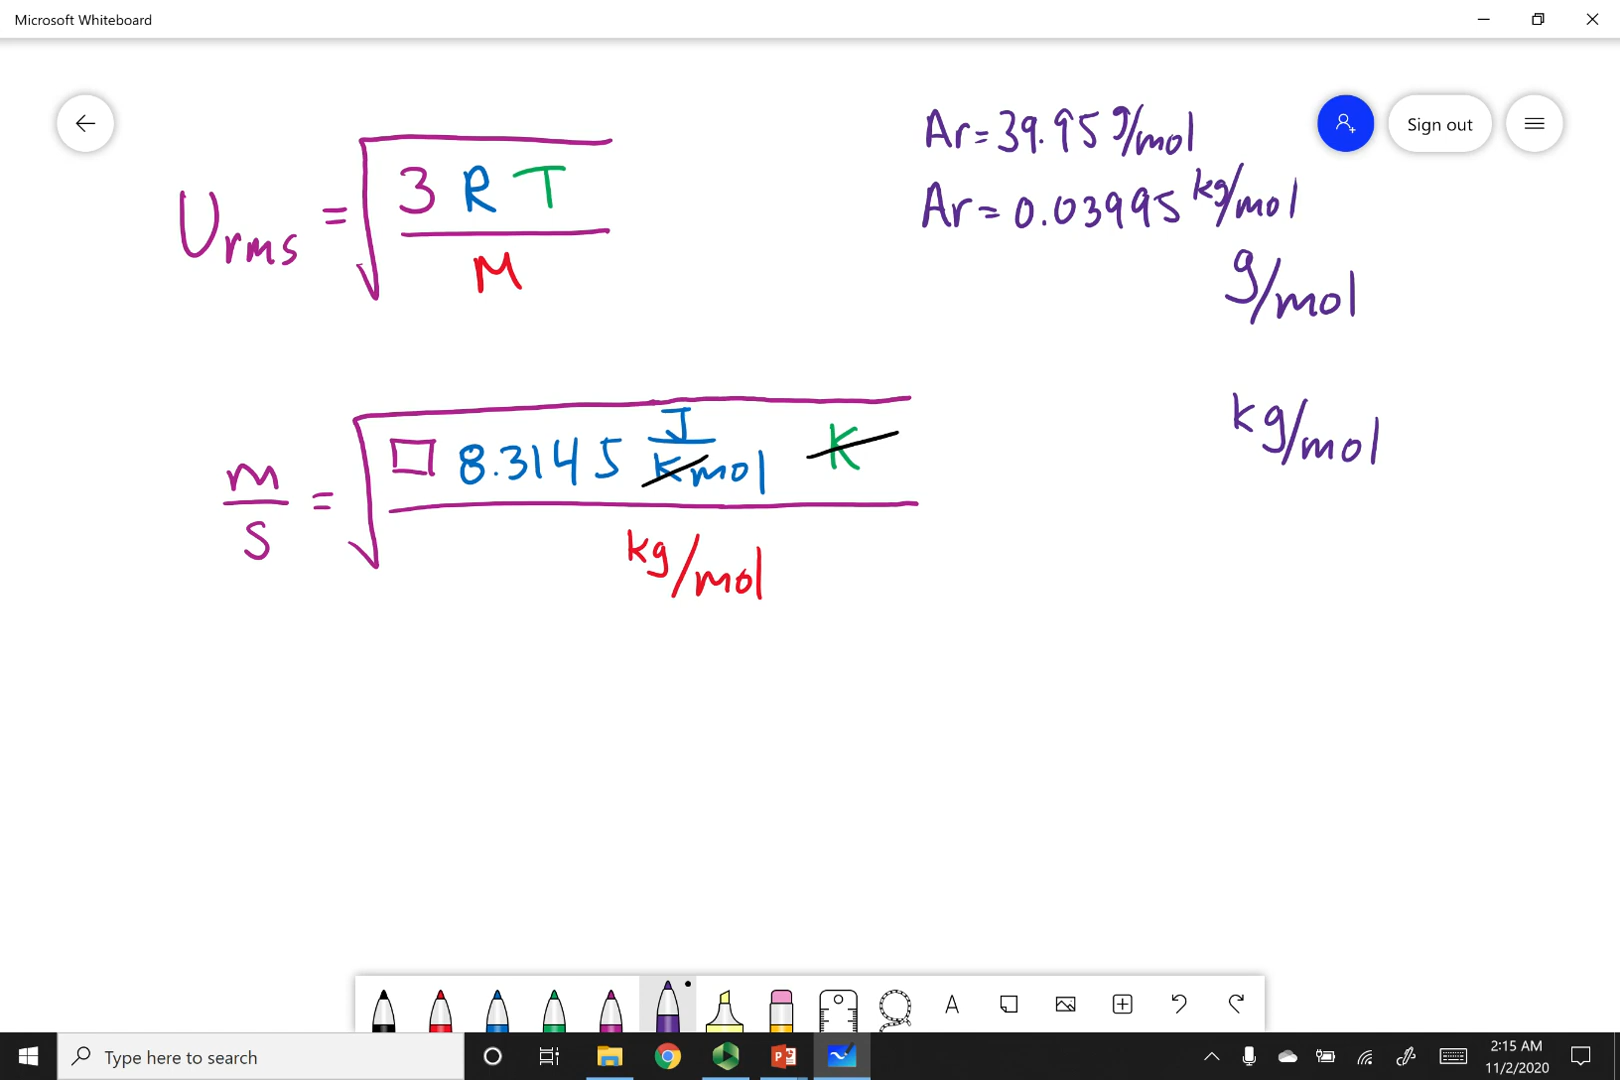 Microsoft Whiteboard
Sign out
Ar = 39.95 g/mol
Ar = 0.03995 kg/mol
g/mol
kg/mol
Urms = √ 3 R T / M
m/s = √ □ 8.3145 J / K mol K / kg/mol
A
Type here to search
2:15 AM
11/2/2020